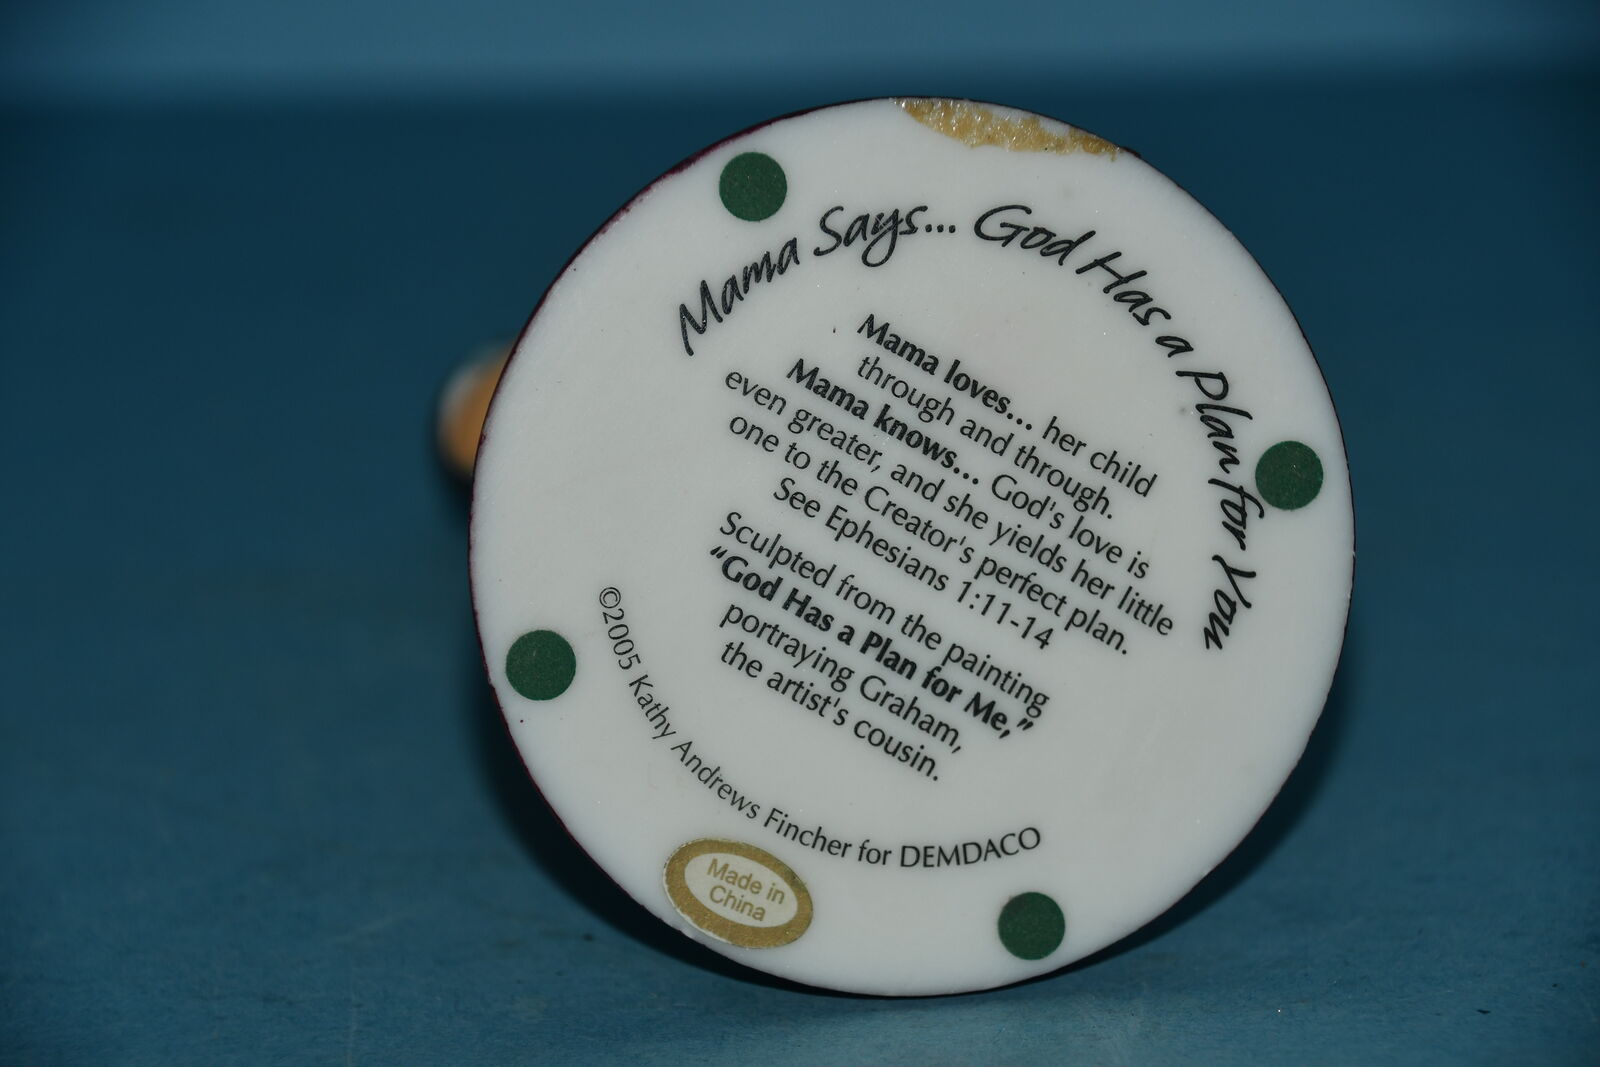 Mama Says... God Has a Plan for You
Mama loves... her child
through and through.
Mama knows... God's love is
even greater, and she yields her little
one to the Creator's perfect plan.
See Ephesians 1:11-14
Sculpted from the painting
“God Has a Plan for Me,”
portraying Graham,
the artist's cousin.
©2005 Kathy Andrews Fincher for DEMDACO
Made in
China